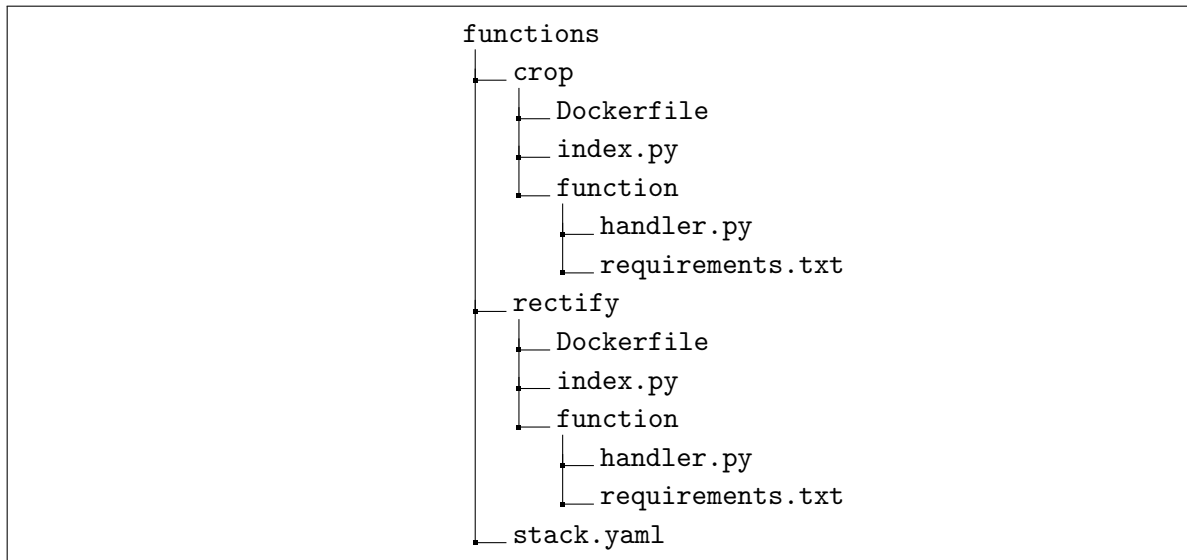 functions
crop
Dockerfile
index.py
function
handler.py
requirements.txt
rectify
Dockerfile
index.py
function
handler.py
requirements.txt
stack.yaml